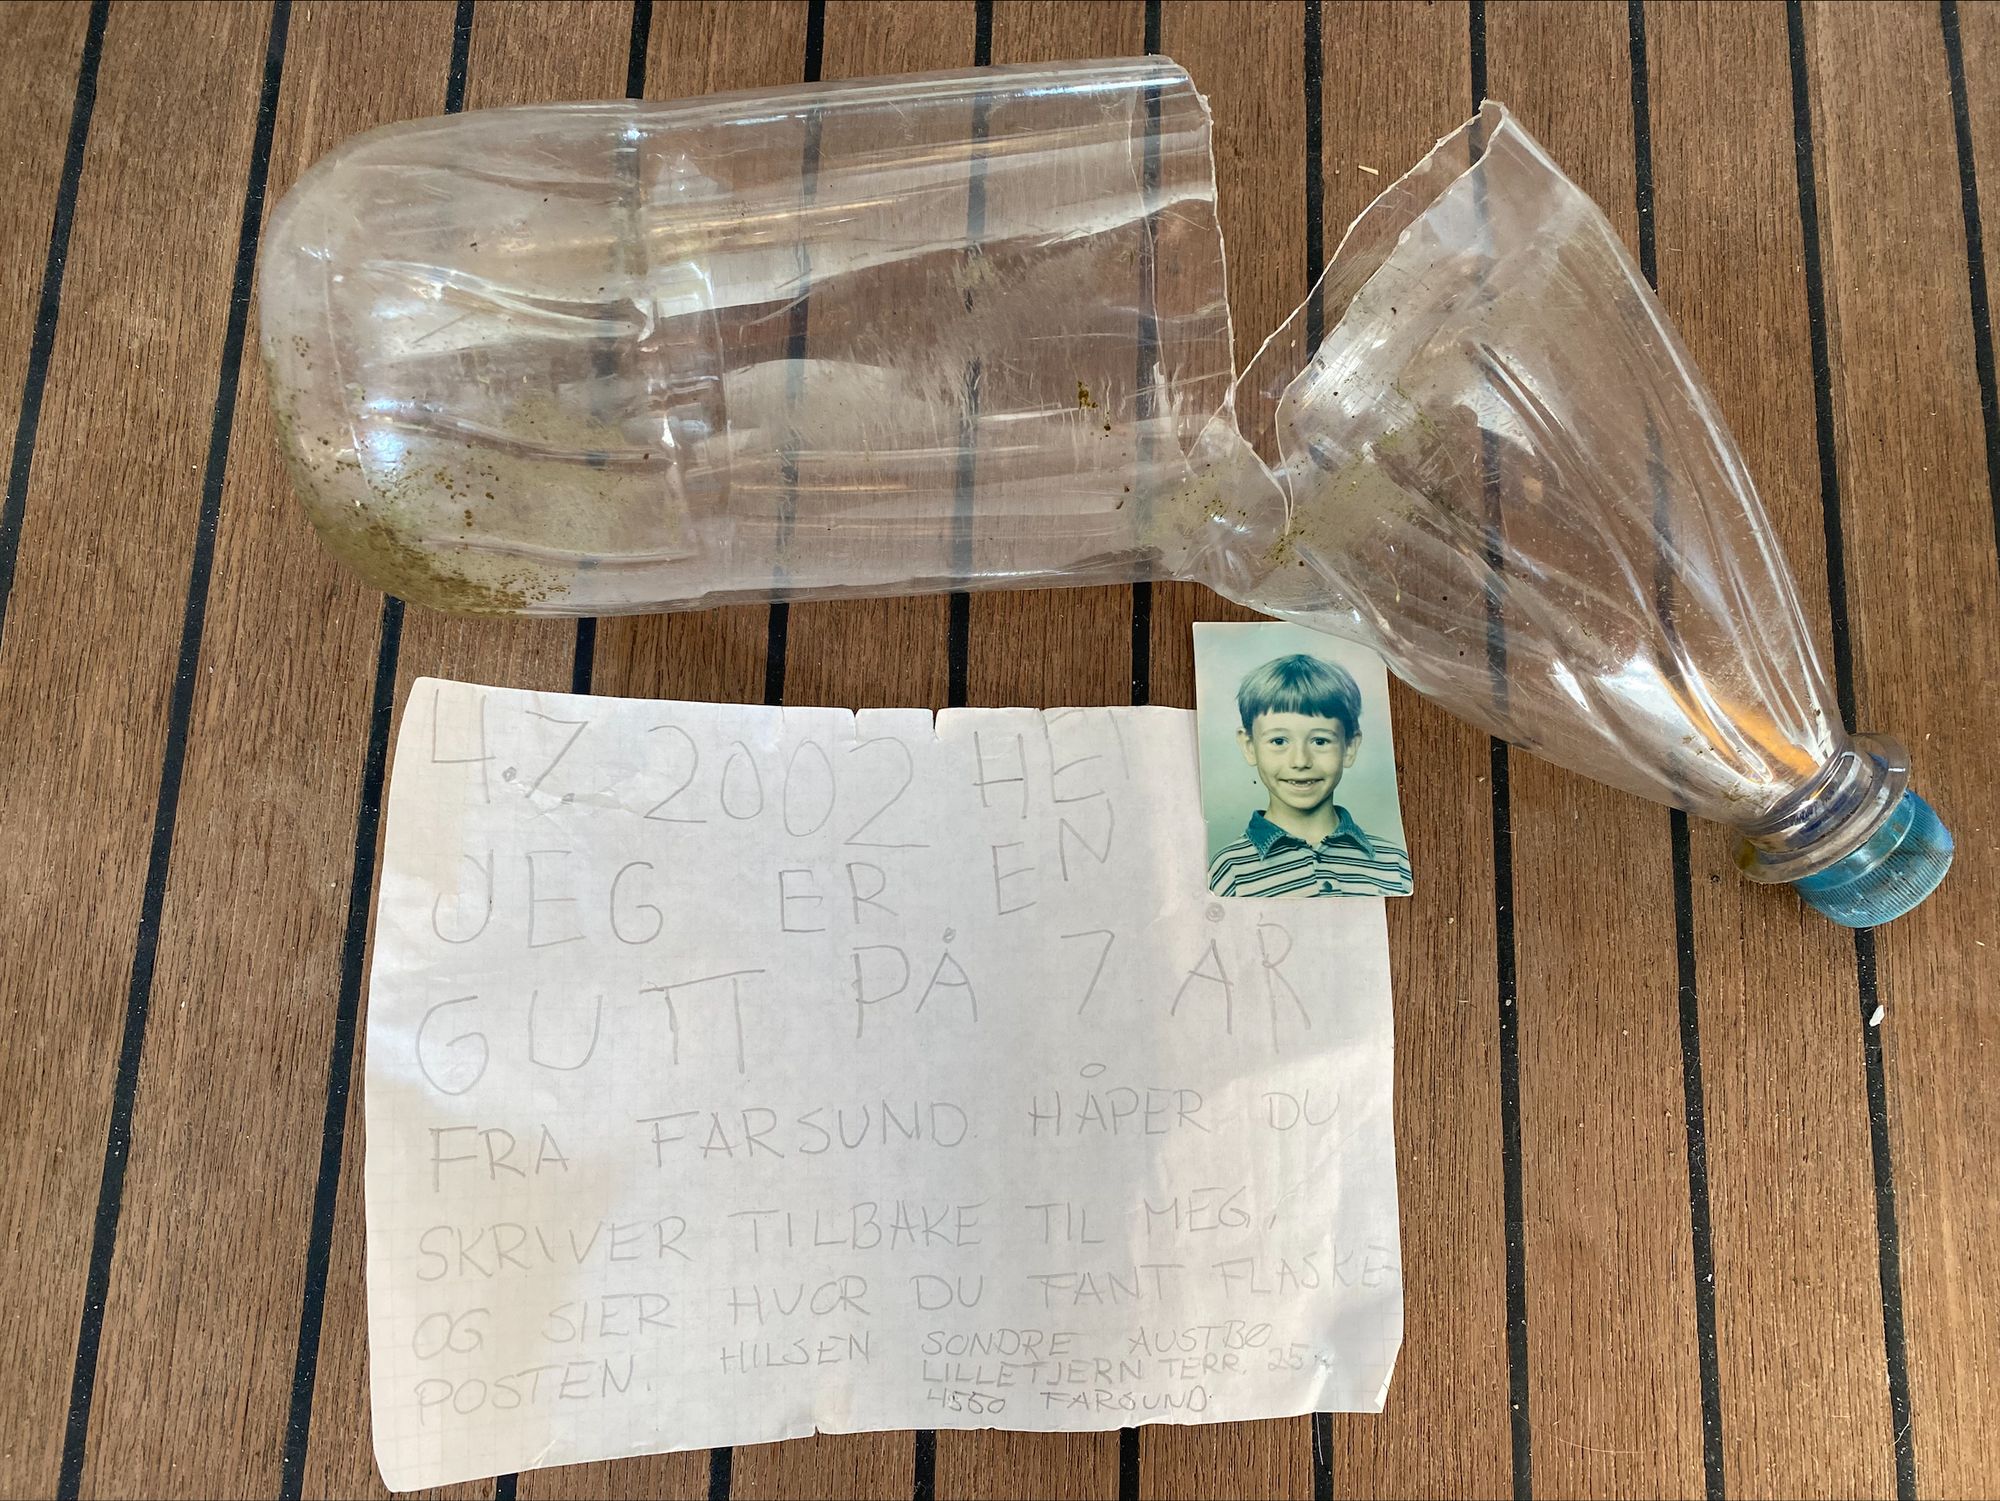 4.7. 2002 HEI
JEG ER EN
GUTT PÅ 7 ÅR
FRA FARSUND. HÅPER DU
SKRIVER TILBAKE TIL MEG,
OG SIER HVOR DU FANT FLASKE-
POSTEN. HILSEN SONDRE AUSTBØ
LILLETJERN TERR. 25
4550 FARSUND.